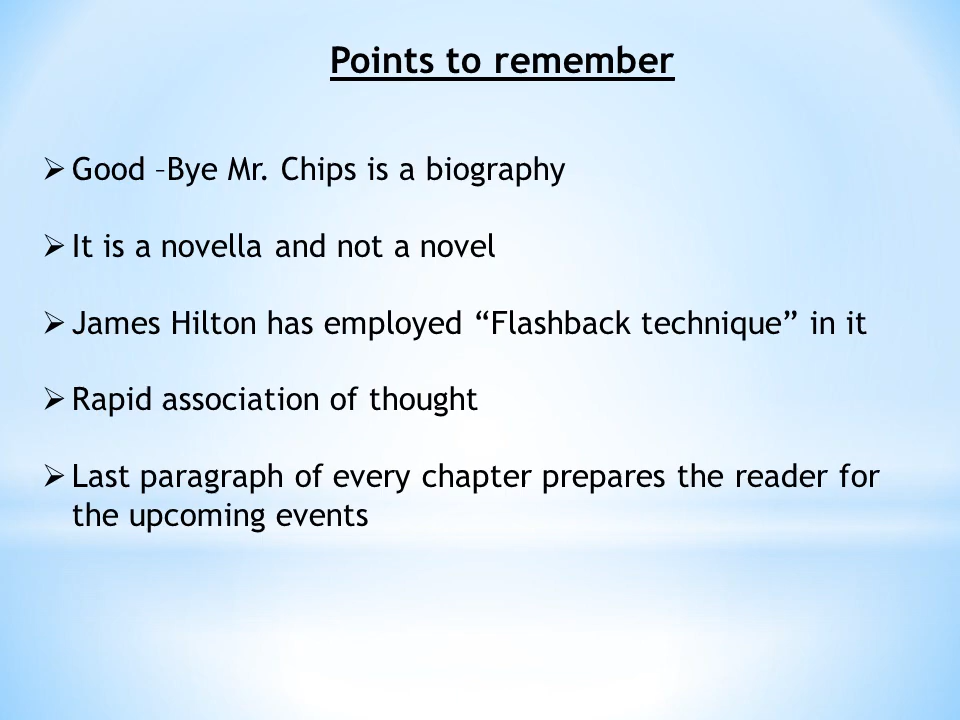 Points to remember
➢ Good –Bye Mr. Chips is a biography
➢ It is a novella and not a novel
➢ James Hilton has employed “Flashback technique” in it
➢ Rapid association of thought
➢ Last paragraph of every chapter prepares the reader for
the upcoming events